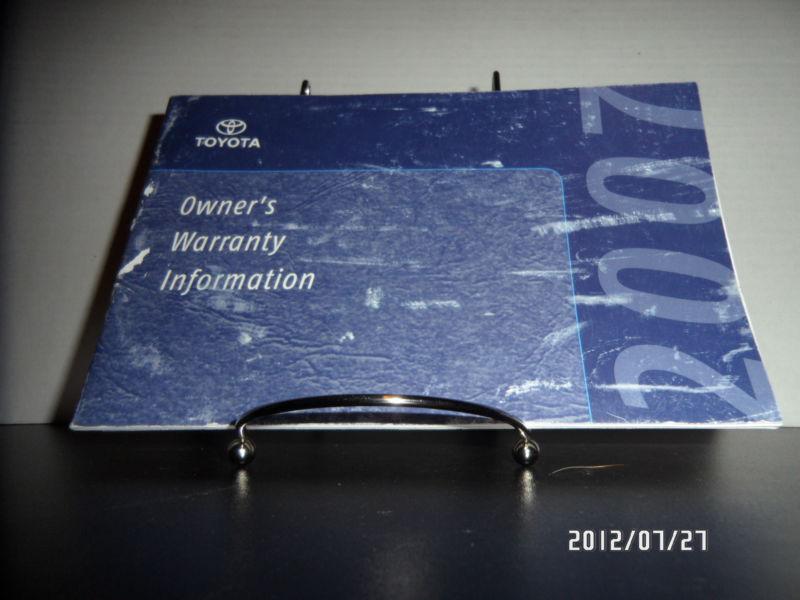 TOYOTA
Owner's
Warranty
Information
2007
2012/07/27